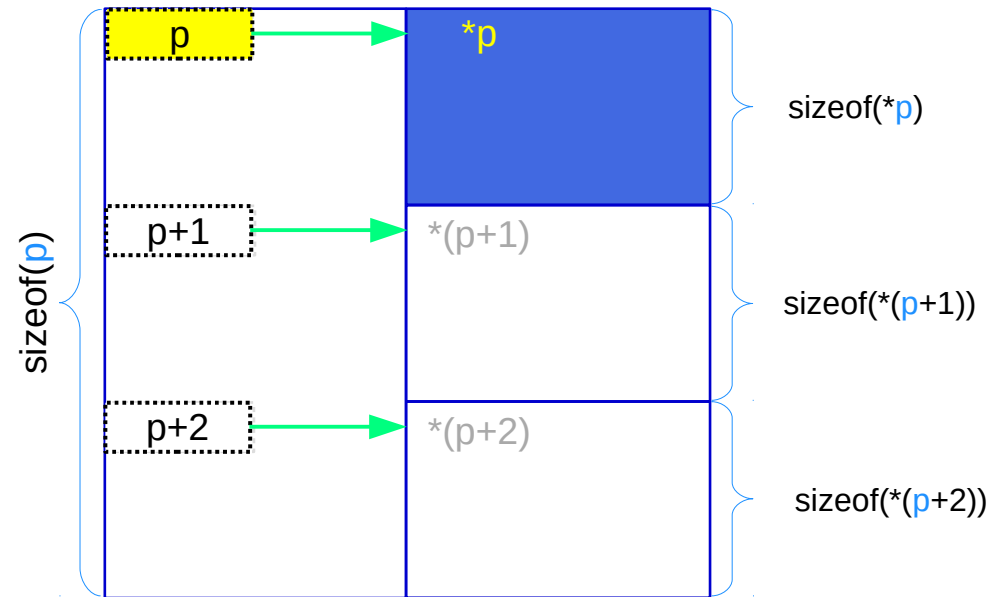 p
*p
sizeof(*p)
p+1
*(p+1)
sizeof(*(p+1))
sizeof(p)
p+2
*(p+2)
sizeof(*(p+2))